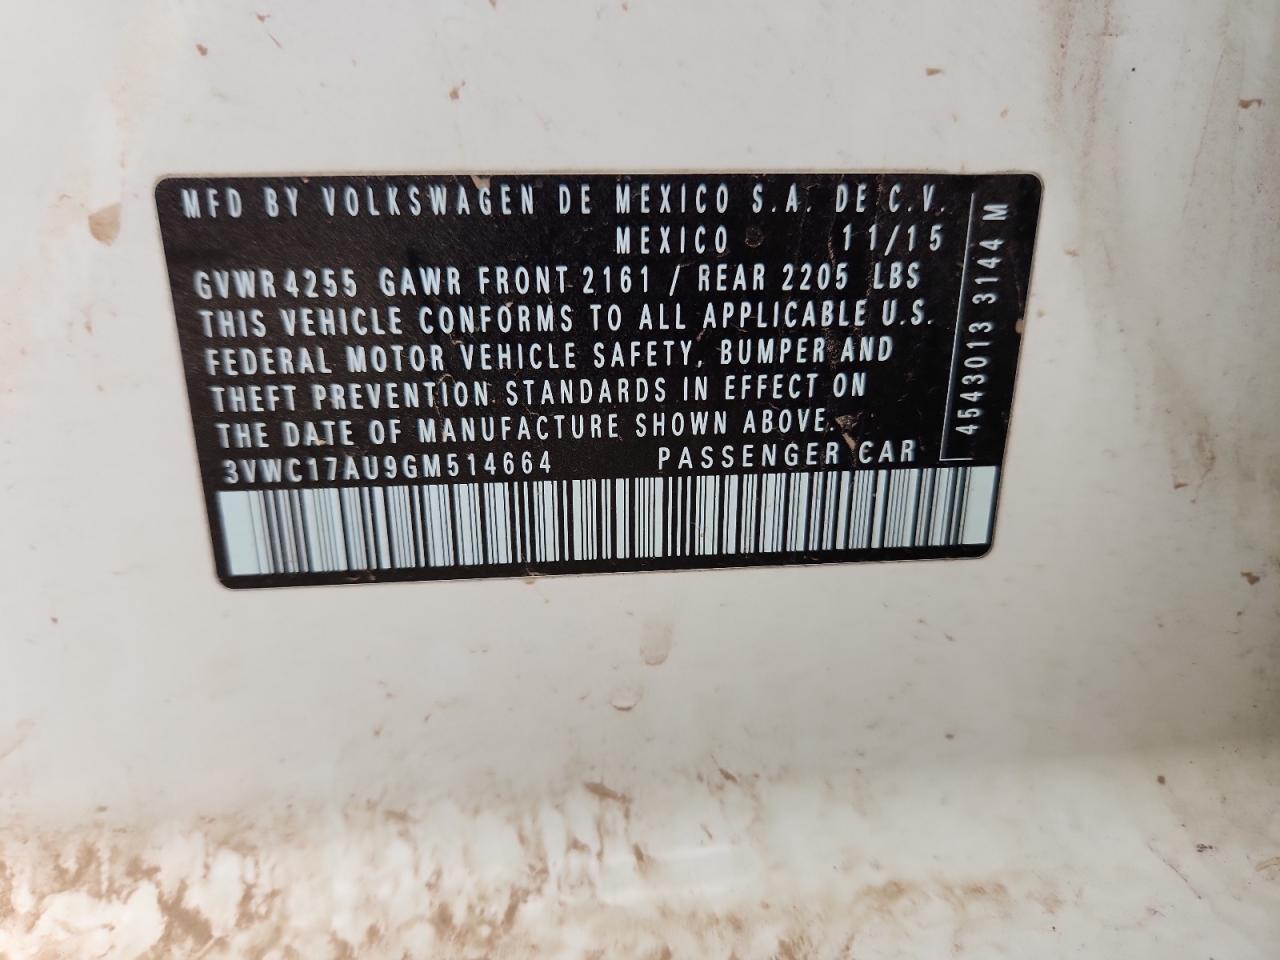 MFD BY VOLKSWAGEN DE MEXICO S.A. DE C.V.
MEXICO 11/15
GVWR 4255 GAWR FRONT 2161 / REAR 2205 LBS
THIS VEHICLE CONFORMS TO ALL APPLICABLE U.S.
FEDERAL MOTOR VEHICLE SAFETY, BUMPER AND
THEFT PREVENTION STANDARDS IN EFFECT ON
THE DATE OF MANUFACTURE SHOWN ABOVE.
3VWC17AU9GM514664 PASSENGER CAR
4543013 3144 M